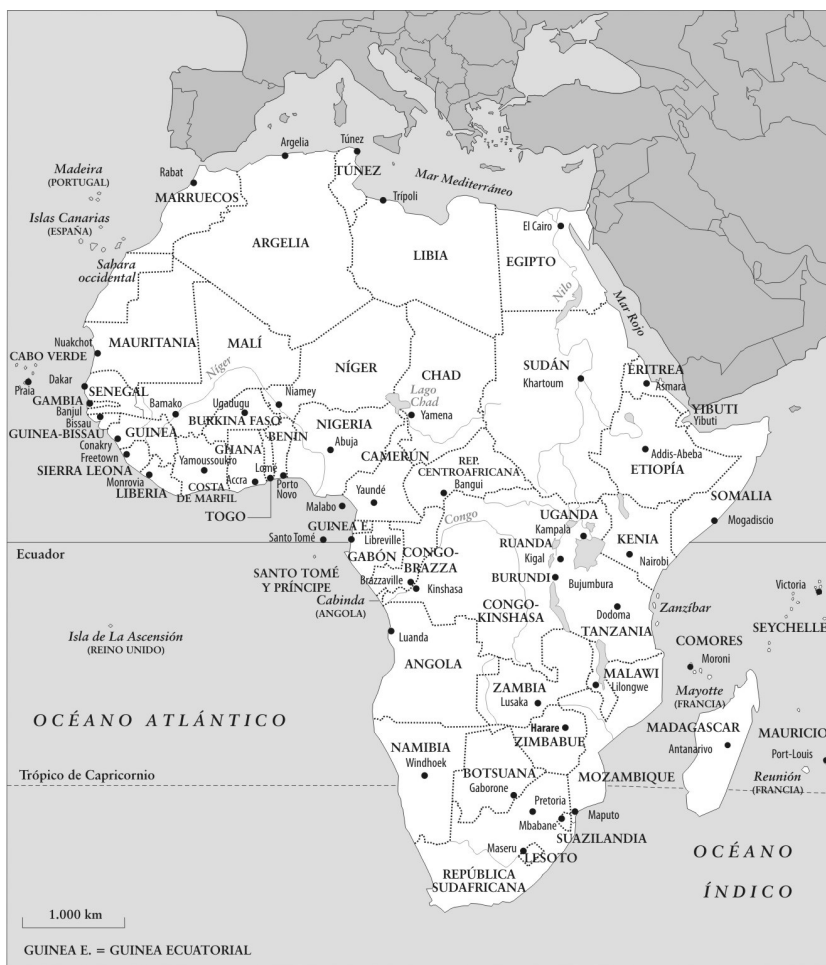 Argelia
Túnez
Madeira
(PORTUGAL)
Rabat
TÚNEZ
Mar Mediterráneo
MARRUECOS
Trípoli
Islas Canarias
(ESPAÑA)
El Cairo
ARGELIA
LIBIA
EGIPTO
Sahara
occidental
Nilo
Mar Rojo
Nuakchot
MAURITANIA
MALÍ
CABO VERDE
NÍGER
CHAD
SUDÁN
ERITREA
Praia
Dakar
Níger
Khartoum
Asmara
SENEGAL
Lago
Chad
GAMBIA
Bamako
Ugadugu
Niamey
Yamena
YIBUTI
Banjul
BURKINA FASO
NIGERIA
Yibuti
Bissau
GUINEA-BISSAU
GUINEA
BENÍN
Abuja
Conakry
GHANA
CAMERÚN
REP.
CENTROAFRICANA
Addis-Abeba
Freetown
Yamoussoukro
Lomé
ETIOPÍA
SIERRA LEONA
Monrovia
COSTA
DE MARFIL
Accra
Porto
Novo
Bangui
LIBERIA
Yaundé
SOMALIA
TOGO
Malabo
UGANDA
Mogadiscio
GUINEA E.
Congo
Kampala
KENIA
Santo Tomé
Libreville
RUANDA
Ecuador
GABÓN
CONGO-
BRAZZA
Kigal
Nairobi
SANTO TOMÉ
Y PRÍNCIPE
Brazzaville
BURUNDI
Bujumbura
Victoria
Kinshasa
Cabinda
(ANGOLA)
CONGO-
KINSHASA
Dodoma
Zanzíbar
SEYCHELLE
Isla de La Ascensión
(REINO UNIDO)
Luanda
TANZANIA
COMORES
Moroni
ANGOLA
MALAWI
ZAMBIA
Lilongwe
Mayotte
(FRANCIA)
Lusaka
OCÉANO ATLÁNTICO
Harare
MADAGASCAR
MAURICIO
NAMIBIA
ZIMBABUE
Antanarivo
Port-Louis
Windhoek
BOTSUANA
Trópico de Capricornio
MOZAMBIQUE
Reunión
(FRANCIA)
Gaborone
Pretoria
Mbabane
Maputo
SUAZILANDIA
Maseru
LESOTO
OCÉANO
REPÚBLICA
SUDAFRICANA
ÍNDICO
1.000 km
GUINEA E. = GUINEA ECUATORIAL